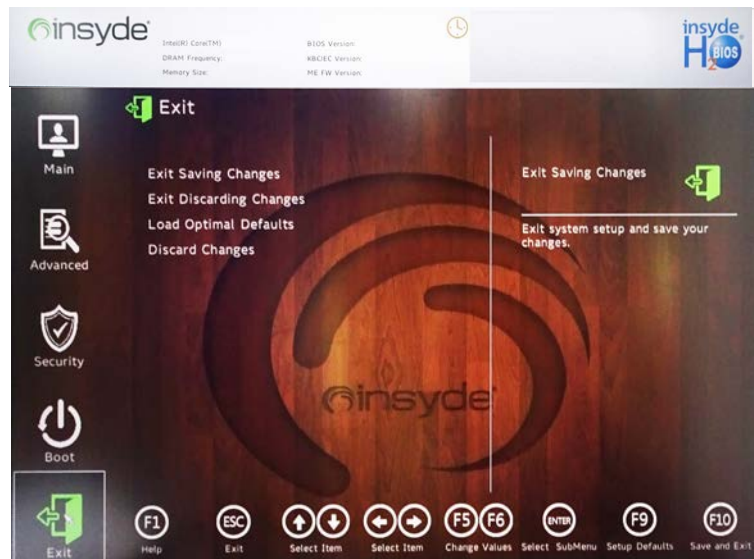 insyde®
Intel(R) Core(TM)
DRAM Frequency:
Memory Size:
BIOS Version:
KBC/EC Version:
ME FW Version:
insyde®
H2O BIOS
Exit
Main
Advanced
Security
Boot
Exit
Exit Saving Changes
Exit Discarding Changes
Load Optimal Defaults
Discard Changes
Exit Saving Changes
Exit system setup and save your
changes.
insyde®
F1 ESC F5 F6 ENTER F9 F10
Help Exit Select Item Select Item Change Values Select SubMenu Setup Defaults Save and Exit